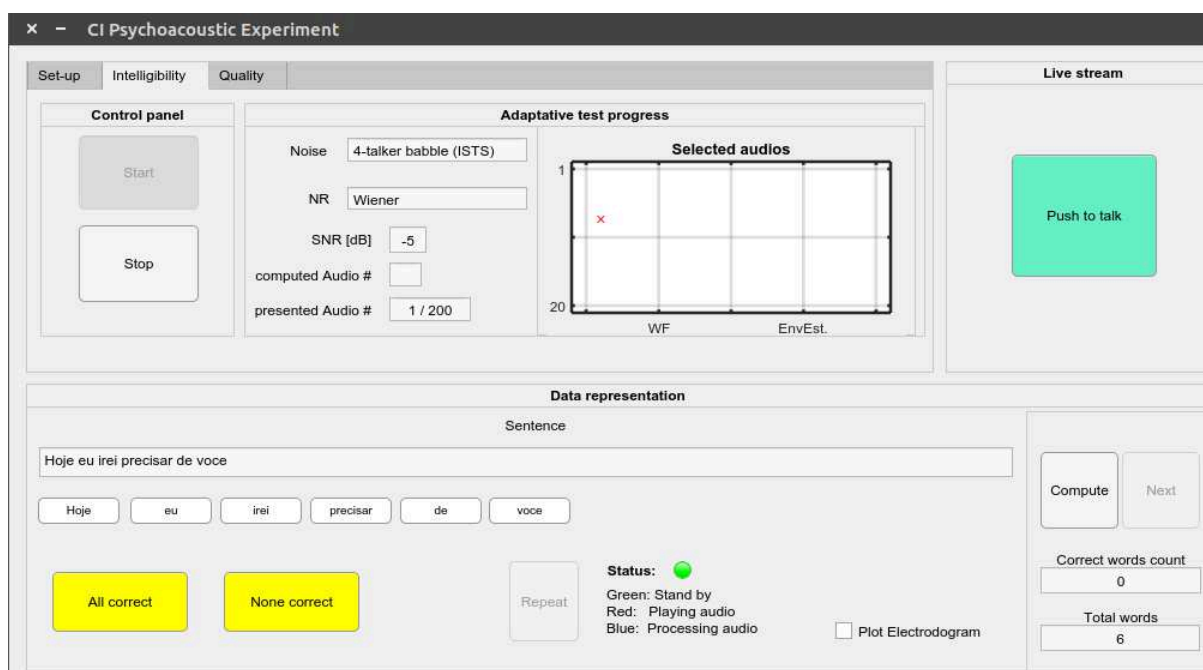 × − CI Psychoacoustic Experiment
Set-up Intelligibility Quality
Live stream
Control panel
Start
Stop
Adaptative test progress
Noise 4-talker babble (ISTS)
NR Wiener
SNR [dB] -5
computed Audio #
presented Audio # 1 / 200
Selected audios
1
×
20
WF EnvEst.
Push to talk
Data representation
Sentence
Hoje eu irei precisar de voce
Hoje eu irei precisar de voce
All correct None correct Repeat
Status:
Green: Stand by
Red: Playing audio
Blue: Processing audio
Plot Electrodogram
Compute Next
Correct words count
0
Total words
6